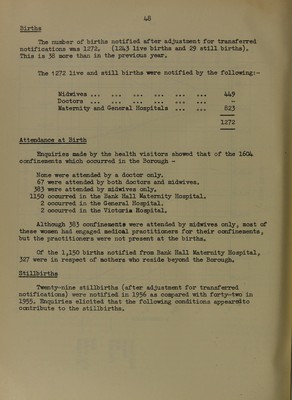 48
Births
The number of births notified after adjustment for transferred
notifications was 1272. (1243 live births and 29 still births).
This is 38 more than in the previous year.
The 1272 live and still births were notified by the following:-
Midwives ... ... ... ... ... ... 449
Doctors ... ... ... ... ... ... -
Maternity and General Hospitals ... ... 823
1272
Attendance at Birth
Enquiries made by the health visitors showed that of the 1604
confinements which occurred in the Borough -
None were attended by a doctor only.
67 were attended by both doctors and midwives.
383 were attended by midwives only.
1150 occurred in the Bank Hall Maternity Hospital.
2 occurred in the General Hospital.
2 occurred in the Victoria Hospital.
Although 383 confinements were attended by midwives only, most of
these women had engaged medical practitioners for their confinements,
but the practitioners were not present at the births.
Of the 1,150 births notified from Bank Hall Maternity Hospital,
327 were in respect of mothers who reside beyond the Borough.
Stillbirths
Twenty-nine stillbirths (after adjustment for transferred
notifications) were notified in 1956 as compared with forty-two in
1955. Enquiries elicited that the following conditions appeared to
contribute to the stillbirths.